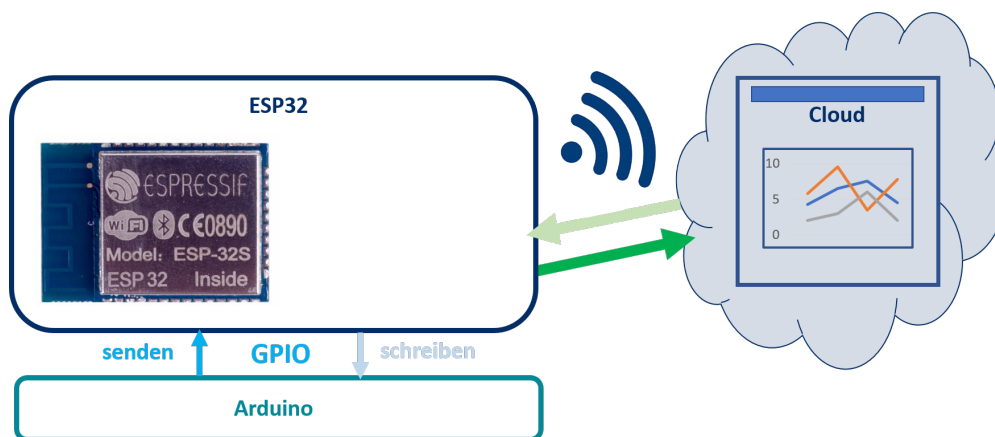 ESP32
ESPRESSIF
Wi Fi CE0890
Model: ESP-32S
ESP 32 Inside
Cloud
10
5
0
senden GPIO schreiben
Arduino